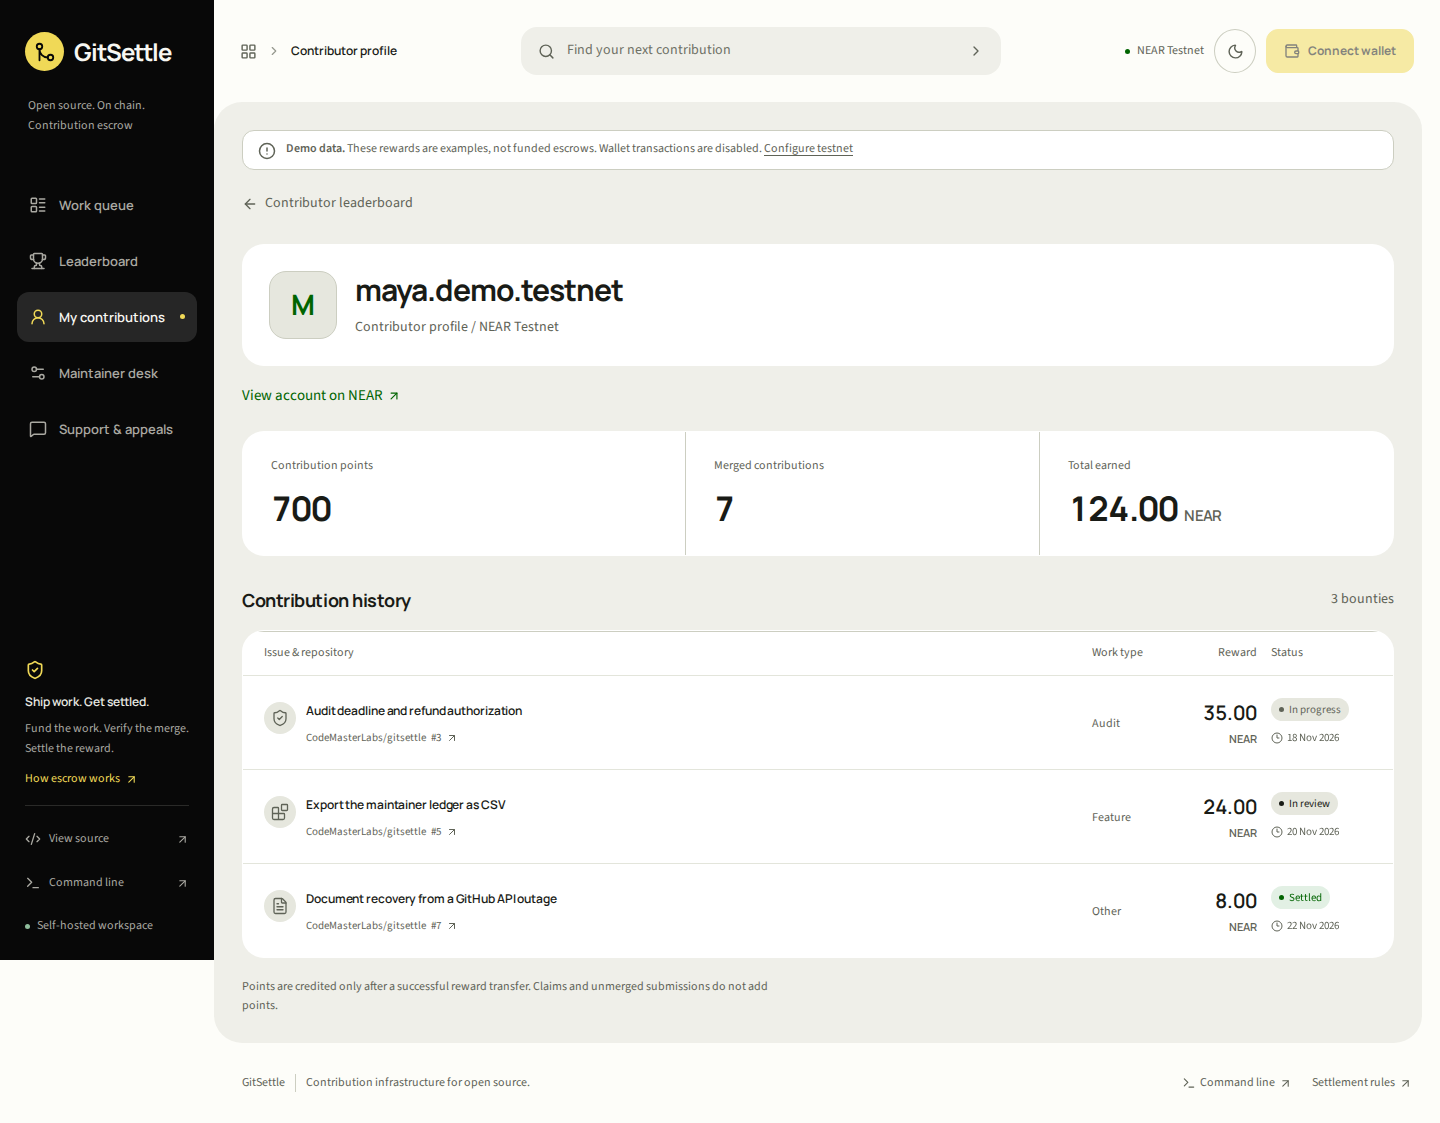 GitSettle
Open source. On chain.
Contribution escrow
Work queue
Leaderboard
My contributions
Maintainer desk
Support & appeals
Ship work. Get settled.
Fund the work. Verify the merge.
Settle the reward.
How escrow works
View source
Command line
Self-hosted workspace
Contributor profile
Find your next contribution
NEAR Testnet
Connect wallet
Demo data. These rewards are examples, not funded escrows. Wallet transactions are disabled. Configure testnet
Contributor leaderboard
M
maya.demo.testnet
Contributor profile / NEAR Testnet
View account on NEAR
Contribution points
700
Merged contributions
7
Total earned
124.00 NEAR
Contribution history
3 bounties
Issue & repository
Work type
Reward
Status
Audit deadline and refund authorization
CodeMasterLabs/gitsettle #3
Audit
35.00
NEAR
In progress
18 Nov 2026
Export the maintainer ledger as CSV
CodeMasterLabs/gitsettle #5
Feature
24.00
NEAR
In review
20 Nov 2026
Document recovery from a GitHub API outage
CodeMasterLabs/gitsettle #7
Other
8.00
NEAR
Settled
22 Nov 2026
Points are credited only after a successful reward transfer. Claims and unmerged submissions do not add
points.
GitSettle
Contribution infrastructure for open source.
Command line
Settlement rules